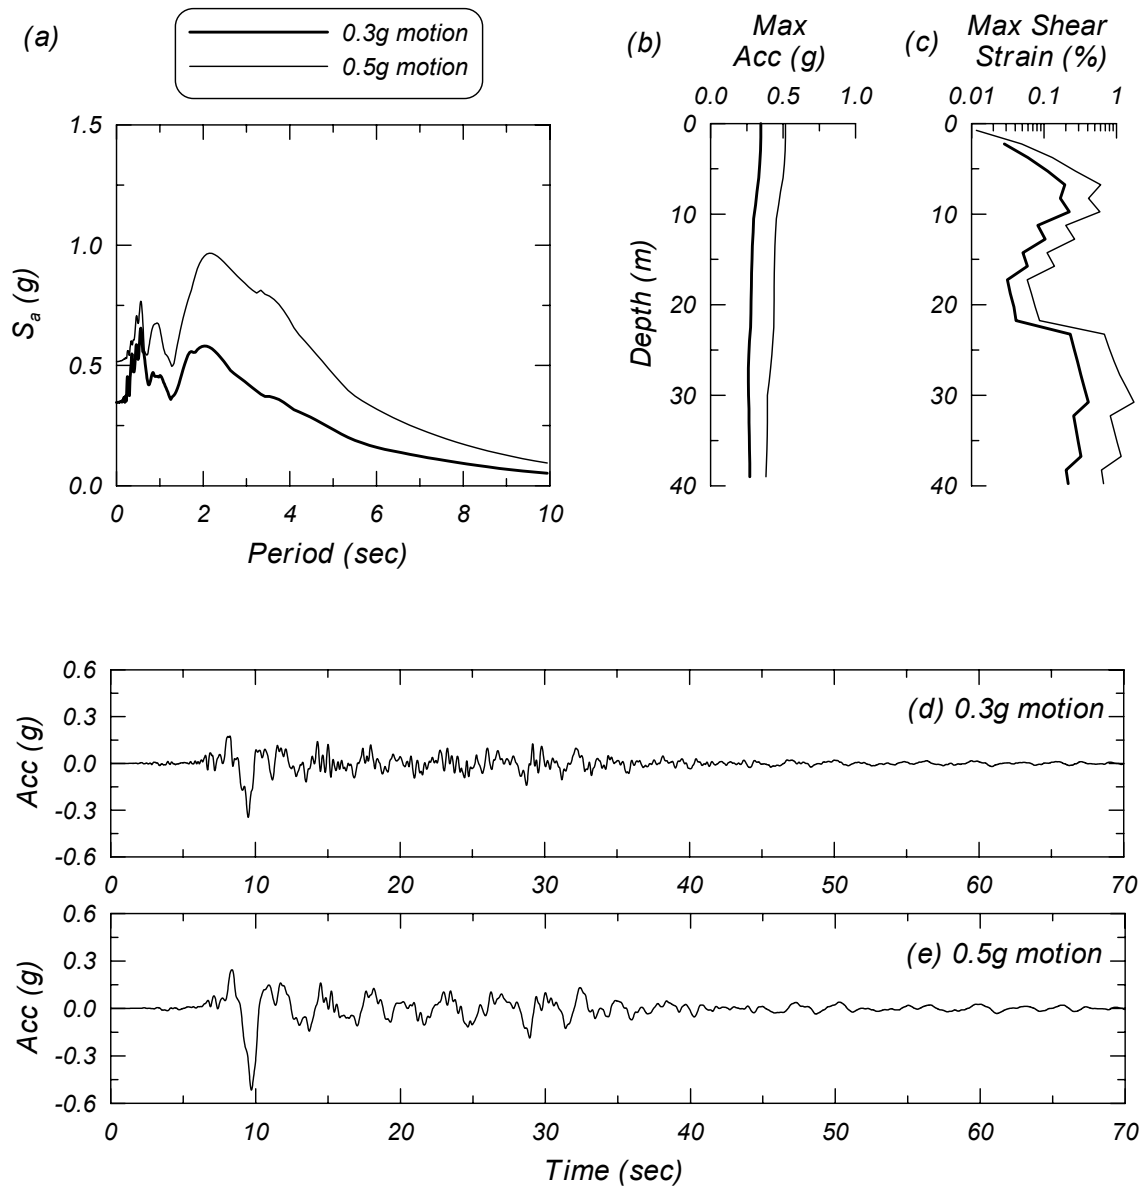 (a)
0.3g motion
0.5g motion
(b)
Max
Acc (g)
(c)
Max Shear
Strain (%)
0.0 0.5 1.0
0.01 0.1 1
1.5
1.0
0.5
0.0
S_a (g)
0 2 4 6 8 10
Period (sec)
0
10
20
30
40
Depth (m)
0
10
20
30
40
0.6
0.3
0.0
-0.3
-0.6
Acc (g)
(d) 0.3g motion
0 10 20 30 40 50 60 70
0.6
0.3
0.0
-0.3
-0.6
Acc (g)
(e) 0.5g motion
0 10 20 30 40 50 60 70
Time (sec)